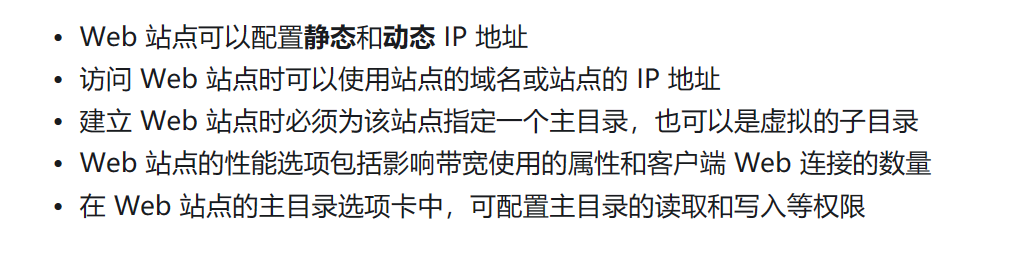 • Web 站点可以配置静态和动态 IP 地址
• 访问 Web 站点时可以使用站点的域名或站点的 IP 地址
• 建立 Web 站点时必须为该站点指定一个主目录，也可以是虚拟的子目录
• Web 站点的性能选项包括影响带宽使用的属性和客户端 Web 连接的数量
• 在 Web 站点的主目录选项卡中，可配置主目录的读取和写入等权限